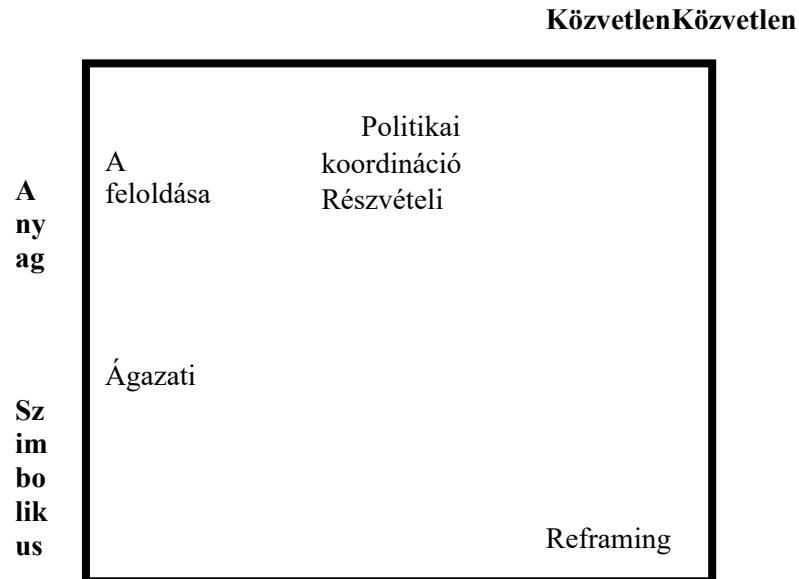 KözvetlenKözvetlen
Politikai
A
koordináció
feloldása
Részvételi
A
ny
ag
Ágazati
Sz
im
bo
lik
us
Reframing